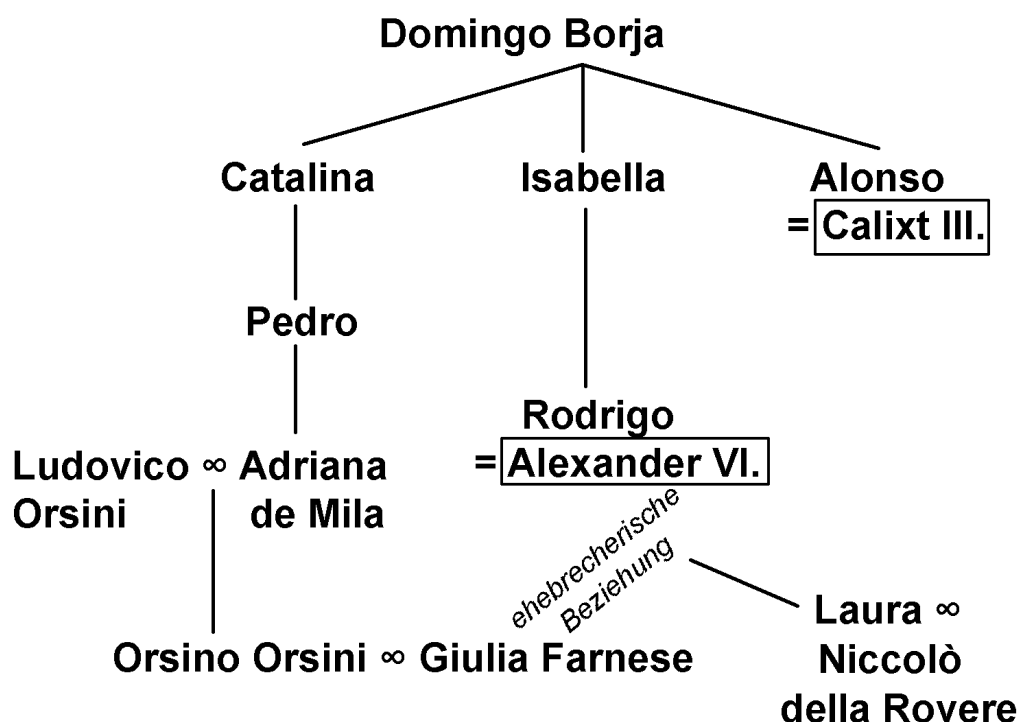 Domingo Borja
Catalina Isabella Alonso
= Calixt III.
Pedro
Rodrigo
= Alexander VI.
Ludovico ∞ Adriana
Orsini de Mila
ehebrecherische
Beziehung
Laura ∞
Niccolò
della Rovere
Orsino Orsini ∞ Giulia Farnese